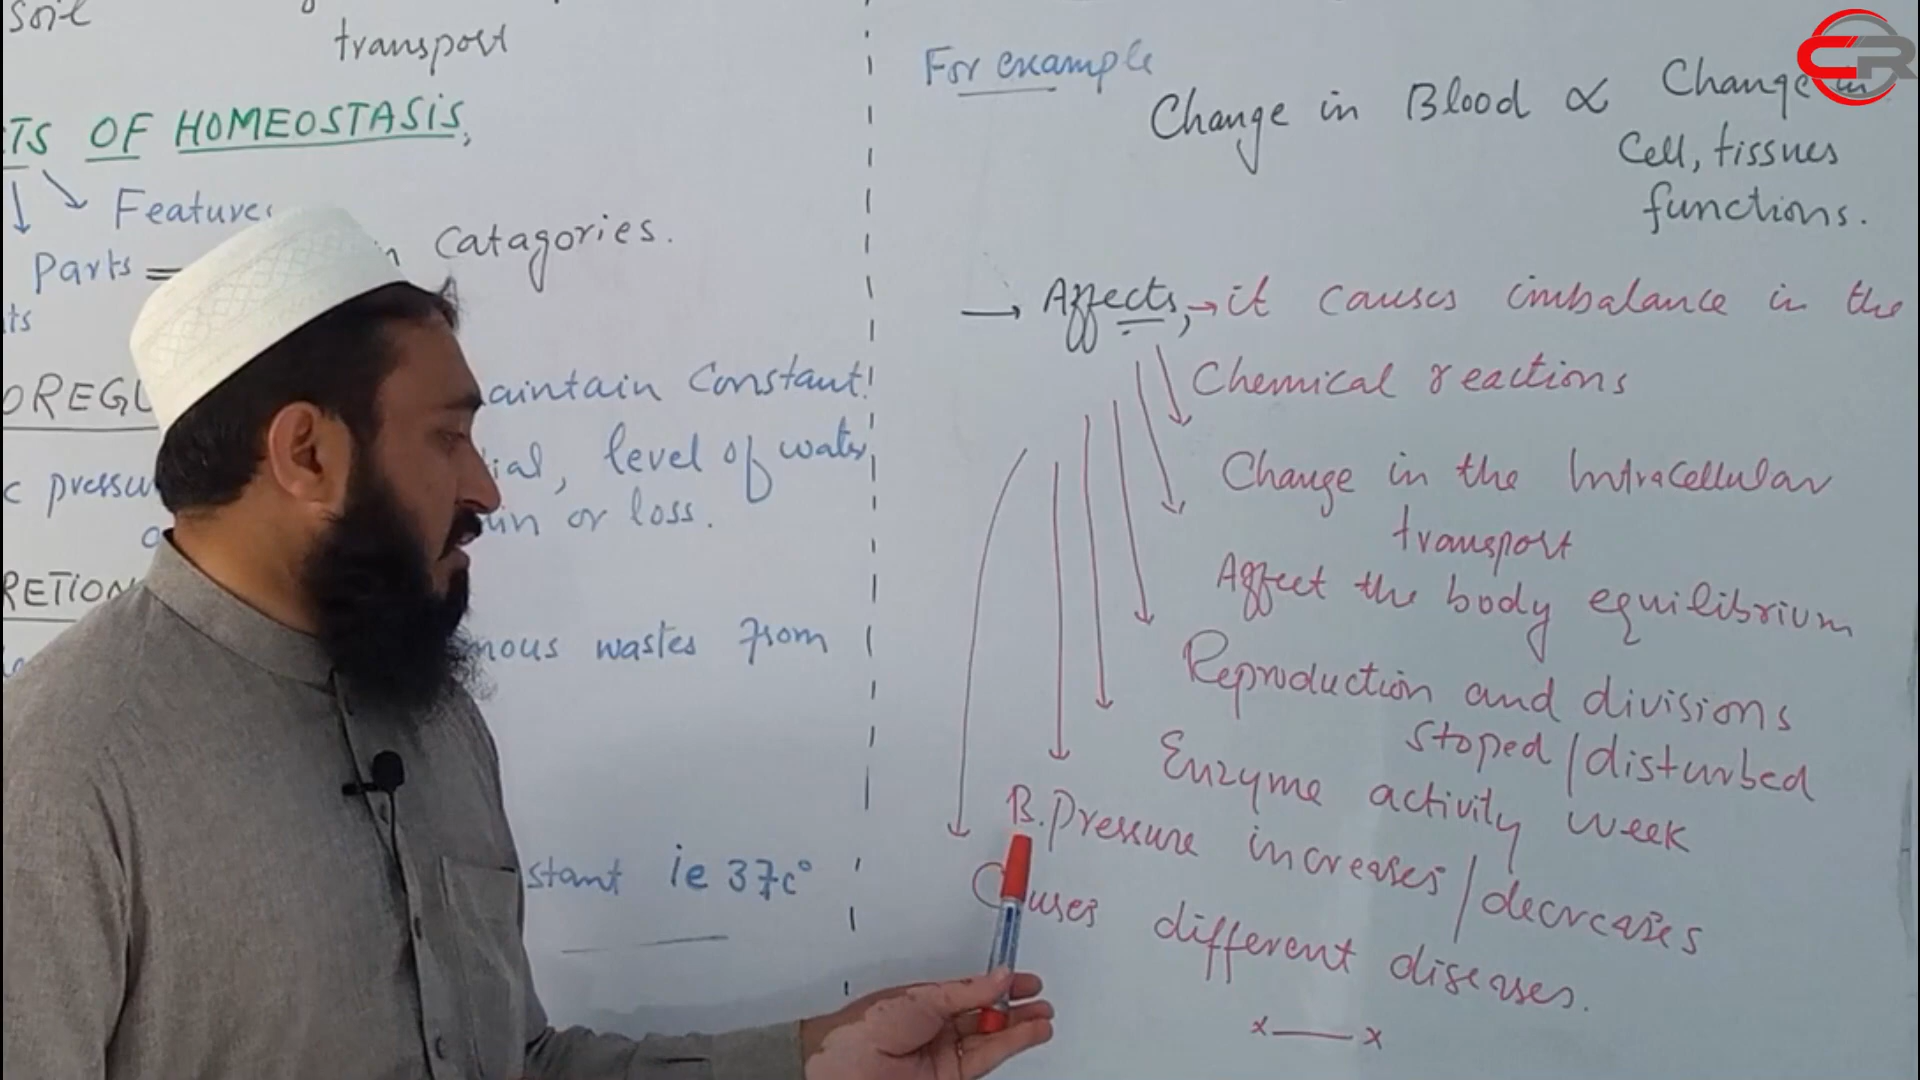 soil
transport
TS OF HOMEOSTASIS,
Features
Parts = n Catagories.
ts
OREGU aintain Constant
c pressu ial, level of water
in or loss.
RETION
nous wastes from
stant ie 37c°
For example
Change in Blood ∝ Change in
Cell, tissues
functions.
→ Affects, → it causes imbalance in the
Chemical reactions
Change in the Intracellular
transport
Affect the body equilibrium
Reproduction and divisions
Stoped / disturbed
Enzyme activity week
B. Pressure increases / decreases
Causes different diseases.
x—x
CR